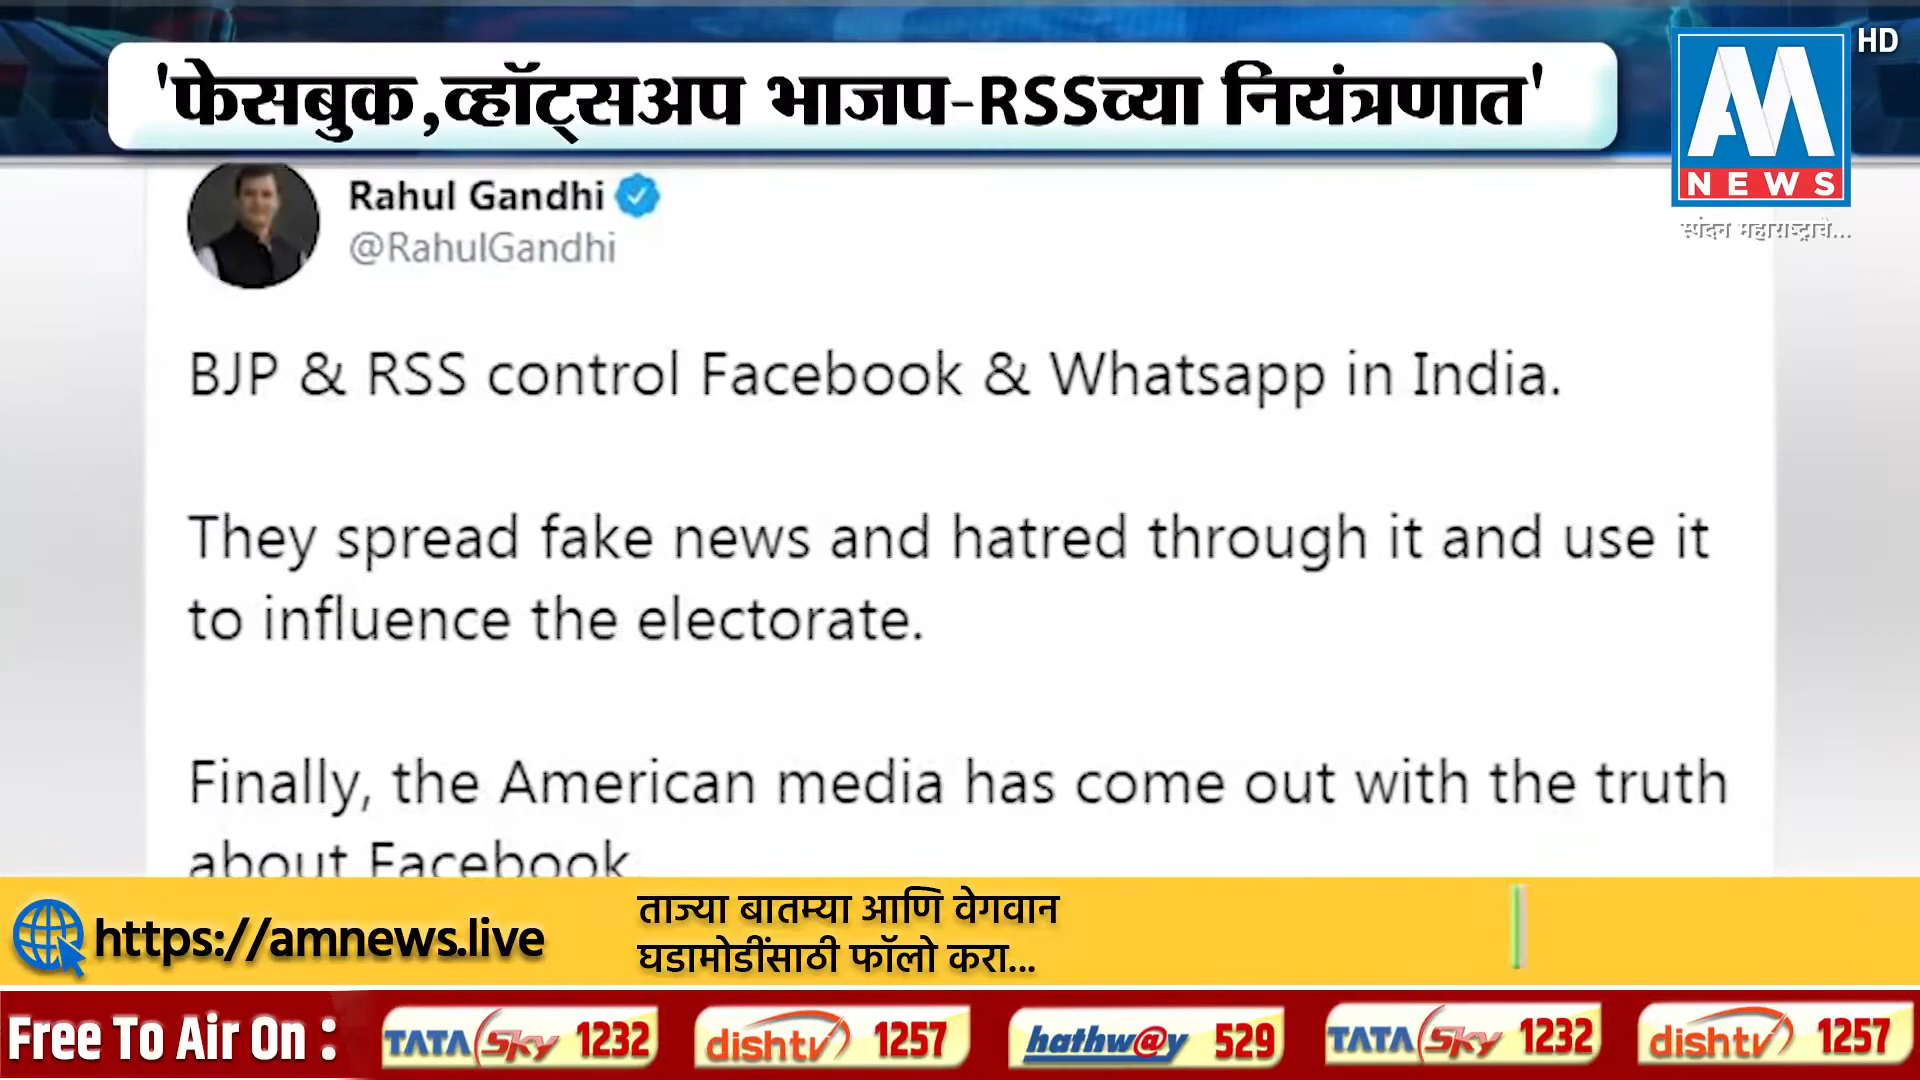 'फेसबुक,व्हॉट्सअप भाजप-RSSच्या नियंत्रणात'
HD
AM
NEWS
स्पंदन महाराष्ट्राचे...
Rahul Gandhi
@RahulGandhi
BJP & RSS control Facebook & Whatsapp in India.
They spread fake news and hatred through it and use it
to influence the electorate.
Finally, the American media has come out with the truth
about Facebook.
https://amnews.live
ताज्या बातम्या आणि वेगवान
घडामोडींसाठी फॉलो करा...
Free To Air On : TATA Sky 1232 dishtv 1257 hathw@y 529 TATA Sky 1232 dishtv 1257